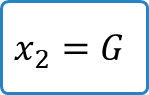 x₂ = G